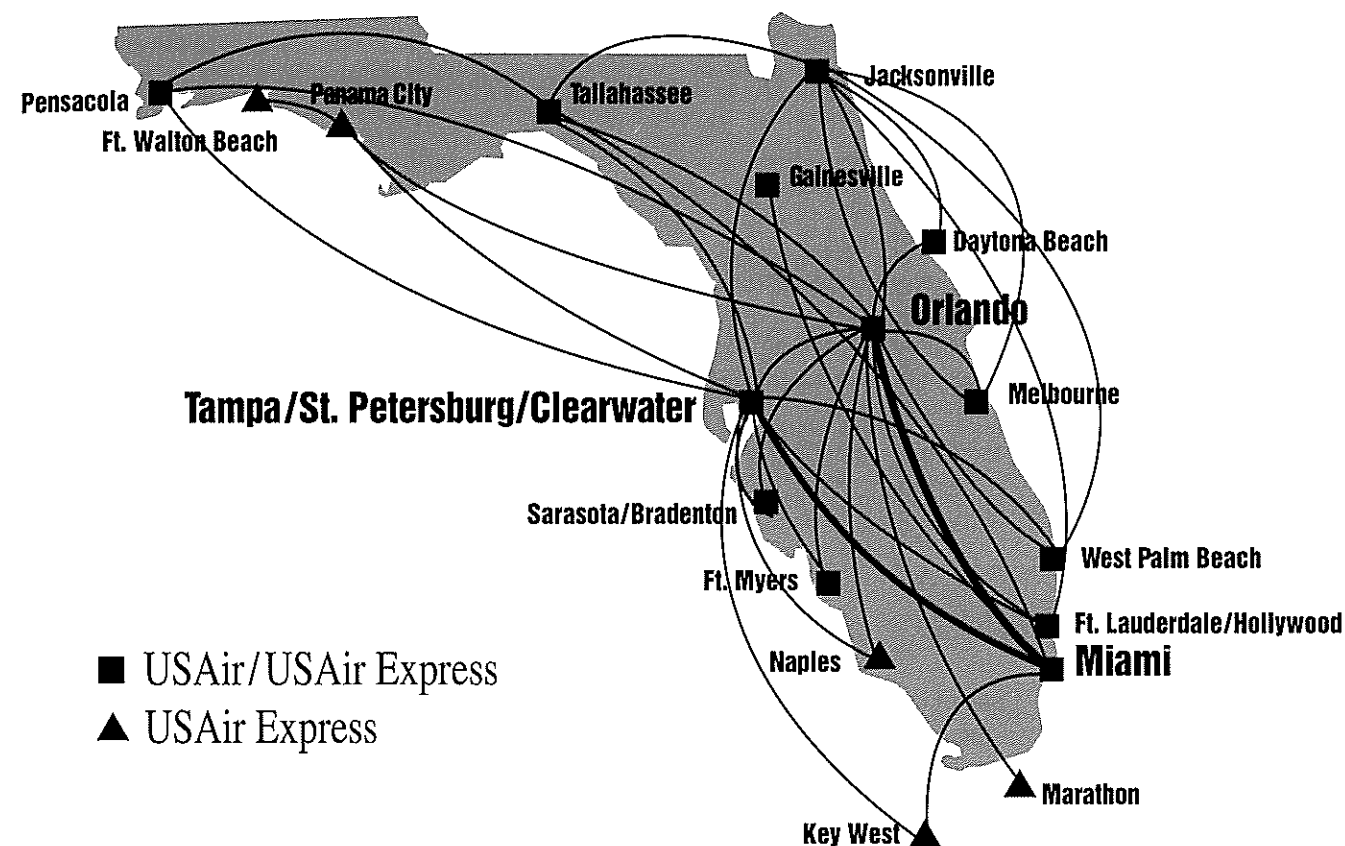 Jacksonville
Pensacola
Panama City
Tallahassee
Ft. Walton Beach
Gainesville
Daytona Beach
Orlando
Tampa/St. Petersburg/Clearwater
Melbourne
Sarasota/Bradenton
West Palm Beach
Ft. Myers
Ft. Lauderdale/Hollywood
Naples
Miami
USAir/USAir Express
USAir Express
Marathon
Key West